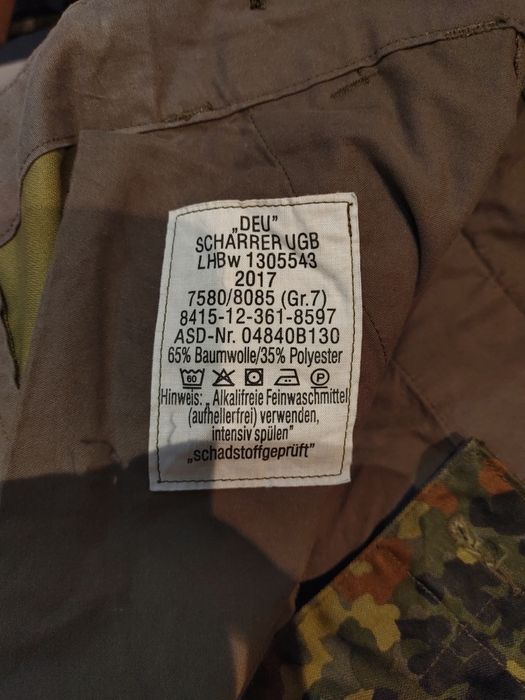 „DEU”
SCHARRER UGB
LHBw 1305543
2017
7580/8085 (Gr.7)
8415-12-361-8597
ASD-Nr. 04840B130
65% Baumwolle/35% Polyester
60 P
Hinweis: „Alkalifreie Feinwaschmittel
(aufhellerfrei) verwenden,
intensiv spülen”
„schadstoffgeprüft”